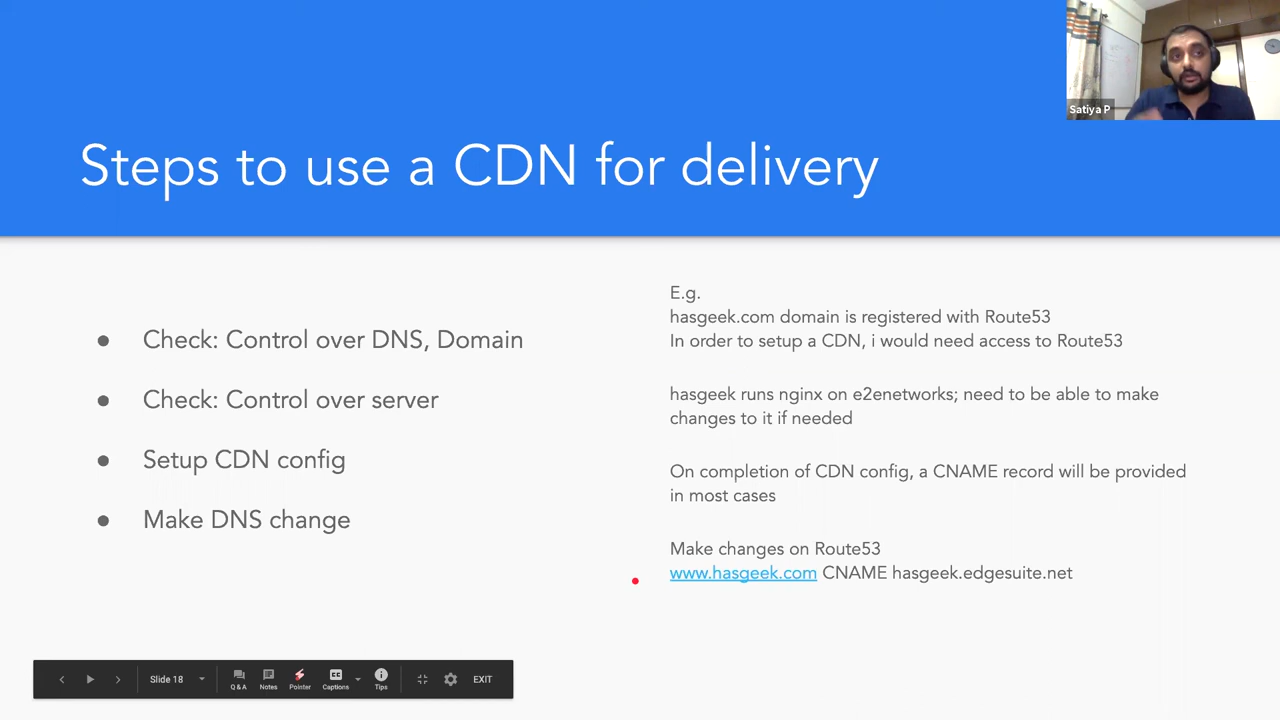 Satiya P
Steps to use a CDN for delivery
● Check: Control over DNS, Domain
● Check: Control over server
● Setup CDN config
● Make DNS change
E.g.
hasgeek.com domain is registered with Route53
In order to setup a CDN, i would need access to Route53
hasgeek runs nginx on e2enetworks; need to be able to make
changes to it if needed
On completion of CDN config, a CNAME record will be provided
in most cases
Make changes on Route53
www.hasgeek.com CNAME hasgeek.edgesuite.net
Slide 18
Q & A
Notes
Pointer
CC
Captions
Tips
EXIT